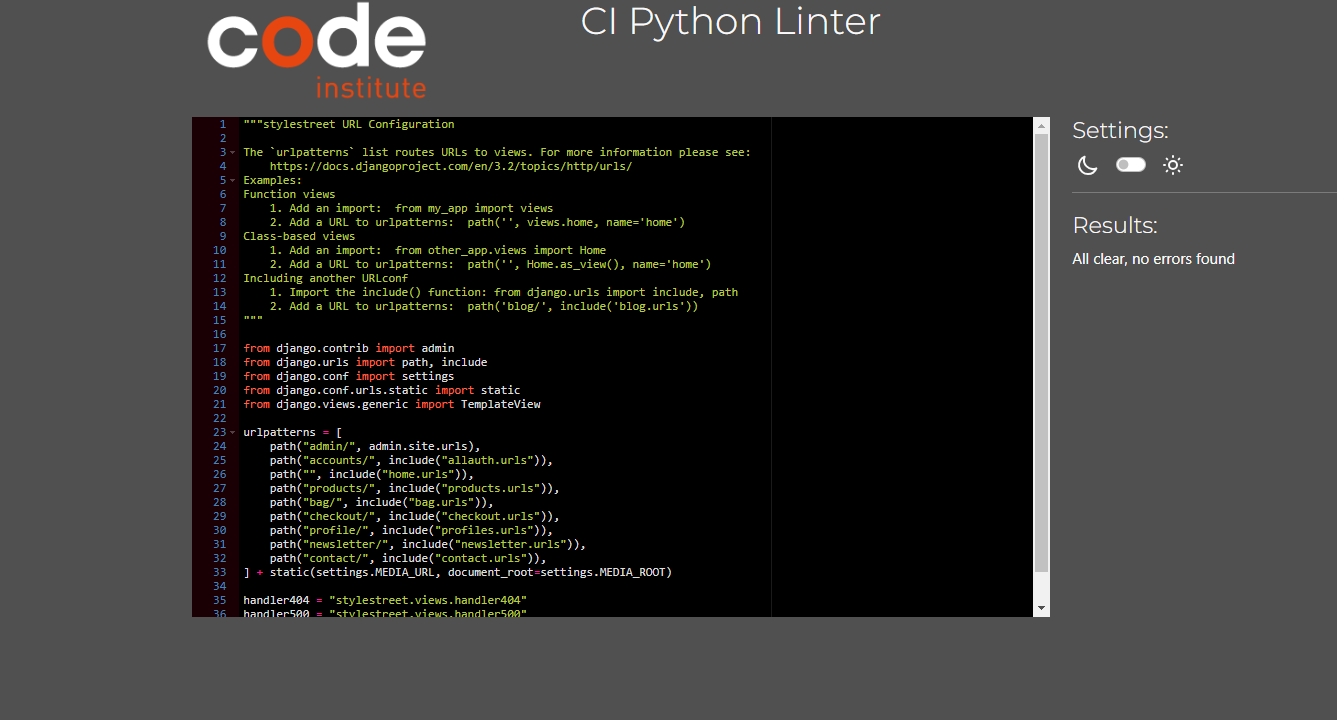 code
institute
CI Python Linter
1 """stylestreet URL Configuration
2
3 The `urlpatterns` list routes URLs to views. For more information please see:
4     https://docs.djangoproject.com/en/3.2/topics/http/urls/
5 Examples:
6 Function views
7     1. Add an import:  from my_app import views
8     2. Add a URL to urlpatterns:  path('', views.home, name='home')
9 Class-based views
10     1. Add an import:  from other_app.views import Home
11     2. Add a URL to urlpatterns:  path('', Home.as_view(), name='home')
12 Including another URLconf
13     1. Import the include() function: from django.urls import include, path
14     2. Add a URL to urlpatterns:  path('blog/', include('blog.urls'))
15 """
16
17 from django.contrib import admin
18 from django.urls import path, include
19 from django.conf import settings
20 from django.conf.urls.static import static
21 from django.views.generic import TemplateView
22
23 urlpatterns = [
24     path("admin/", admin.site.urls),
25     path("accounts/", include("allauth.urls")),
26     path("", include("home.urls")),
27     path("products/", include("products.urls")),
28     path("bag/", include("bag.urls")),
29     path("checkout/", include("checkout.urls")),
30     path("profile/", include("profiles.urls")),
31     path("newsletter/", include("newsletter.urls")),
32     path("contact/", include("contact.urls")),
33 ] + static(settings.MEDIA_URL, document_root=settings.MEDIA_ROOT)
34
35 handler404 = "stylestreet.views.handler404"
36 handler500 = "stylestreet.views.handler500"
Settings:
Results:
All clear, no errors found